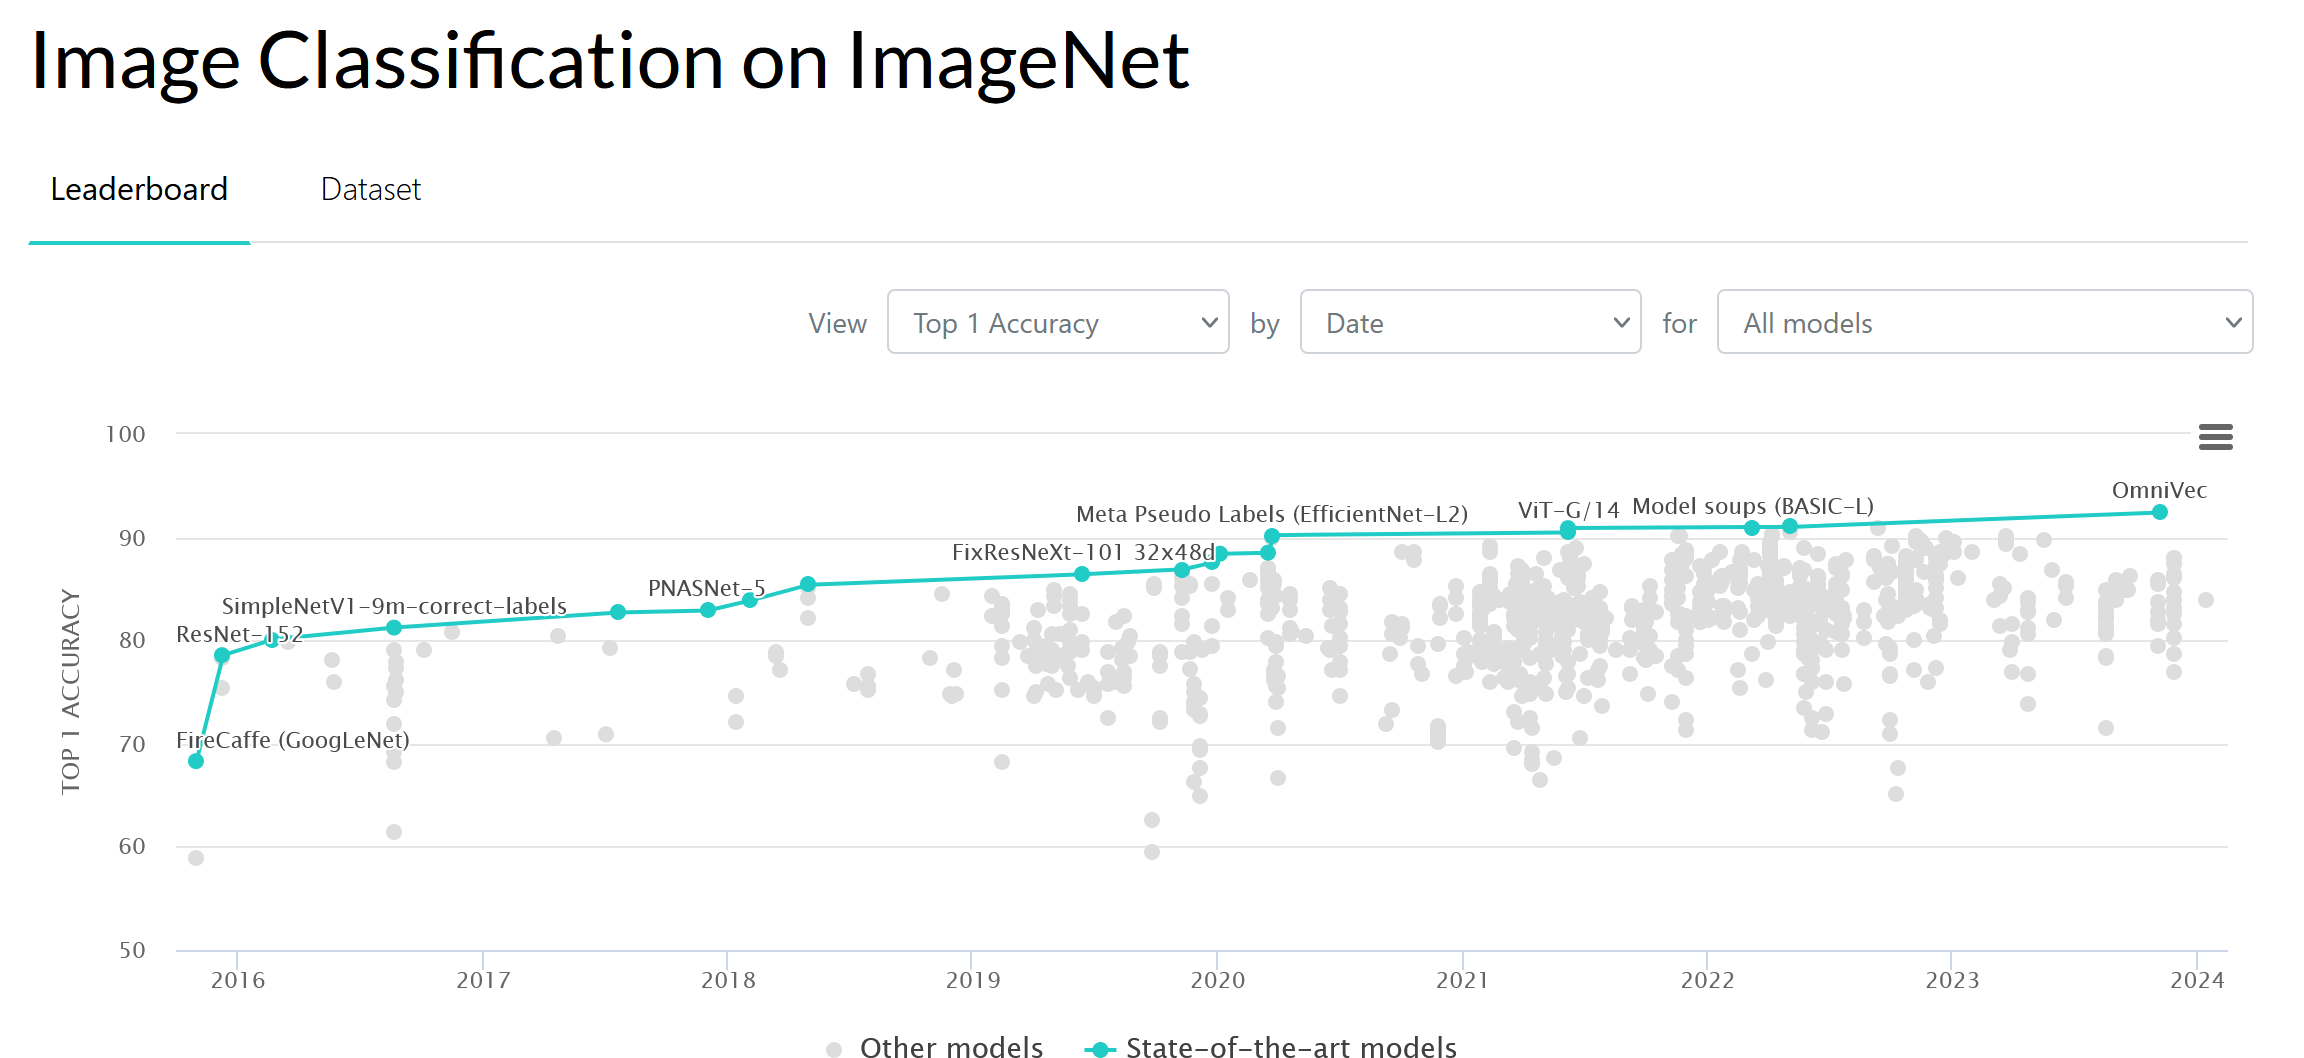 Image Classification on ImageNet
Leaderboard Dataset
View Top 1 Accuracy by Date for All models
TOP 1 ACCURACY
100
90
80
70
60
50
OmniVec
Model soups (BASIC-L)
ViT-G/14
Meta Pseudo Labels (EfficientNet-L2)
FixResNeXt-101 32x48d
PNASNet-5
SimpleNetV1-9m-correct-labels
ResNet-152
FireCaffe (GoogLeNet)
2016 2017 2018 2019 2020 2021 2022 2023 2024
Other models State-of-the-art models